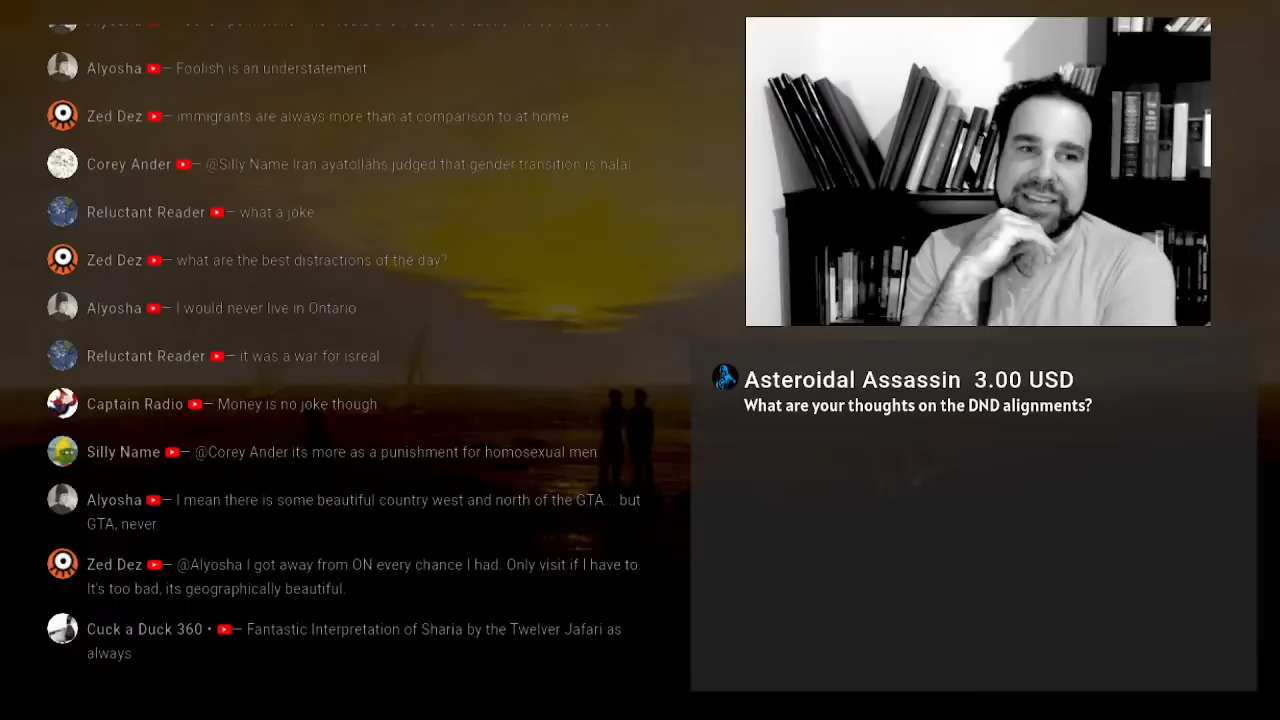 Alyosha — Foolish is an understatement
Zed Dez — immigrants are always more than at comparison to at home
Corey Ander — @Silly Name Iran ayatollahs judged that gender transition is halal
Reluctant Reader — what a joke
Zed Dez — what are the best distractions of the day?
Alyosha — I would never live in Ontario
Reluctant Reader — it was a war for isreal
Captain Radio — Money is no joke though
Silly Name — @Corey Ander its more as a punishment for homosexual men
Alyosha — I mean there is some beautiful country west and north of the GTA... but
GTA, never
Zed Dez — @Alyosha I got away from ON every chance I had. Only visit if I have to.
It's too bad, its geographically beautiful.
Cuck a Duck 360 • — Fantastic Interpretation of Sharia by the Twelver Jafari as
always
Asteroidal Assassin 3.00 USD
What are your thoughts on the DND alignments?